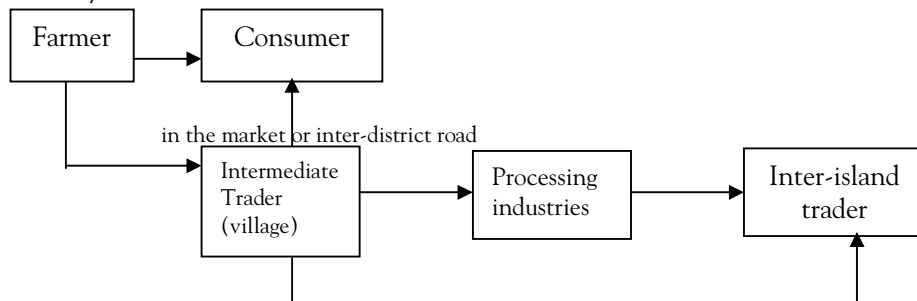 Farmer
Consumer
in the market or inter-district road
Intermediate
Trader
(village)
Processing
industries
Inter-island
trader